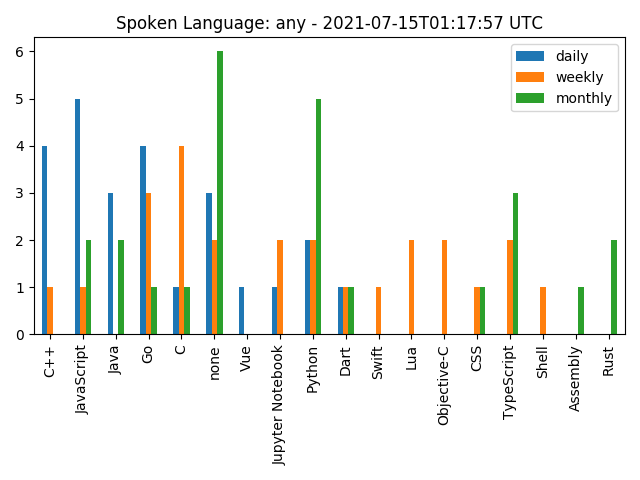 Spoken Language: any - 2021-07-15T01:17:57 UTC
daily
weekly
monthly
6
5
4
3
2
1
0
C++
JavaScript
Java
Go
C
none
Vue
Jupyter Notebook
Python
Dart
Swift
Lua
Objective-C
CSS
TypeScript
Shell
Assembly
Rust